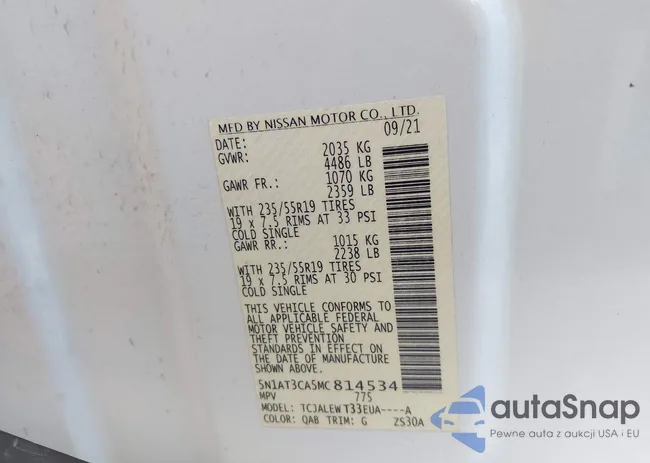 MFD BY NISSAN MOTOR CO., LTD.
DATE: 09/21
GVWR: 2035 KG
4486 LB
GAWR FR.: 1070 KG
2359 LB
WITH 235/55R19 TIRES
19 x 7.5 RIMS AT 33 PSI
COLD SINGLE
GAWR RR.: 1015 KG
2238 LB
WITH 235/55R19 TIRES
19 x 7.5 RIMS AT 30 PSI
COLD SINGLE
THIS VEHICLE CONFORMS TO
ALL APPLICABLE FEDERAL
MOTOR VEHICLE SAFETY AND
THEFT PREVENTION
STANDARDS IN EFFECT ON
THE DATE OF MANUFACTURE
SHOWN ABOVE.
5N1AT3CA5MC814534
MPV 775
MODEL: TCJALEWT33EUA----A
COLOR: QAB TRIM: G ZS30A
autoSnap
Pewne auta z aukcji USA i EU